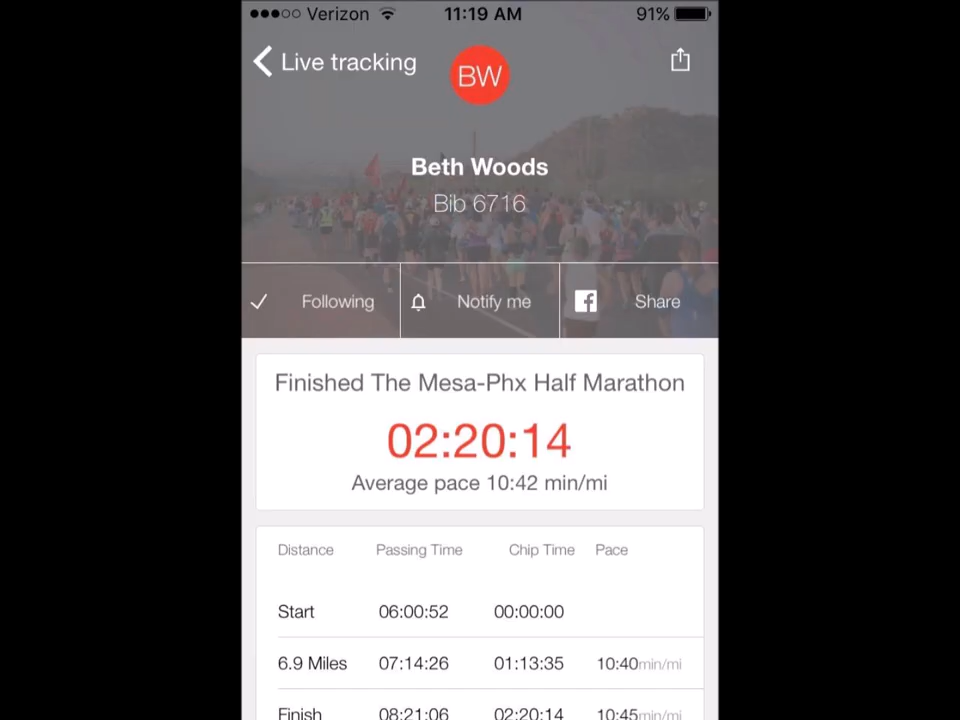 Verizon 11:19 AM 91%
Live tracking
BW
Beth Woods
Bib 6716
Following Notify me Share
Finished The Mesa-Phx Half Marathon
02:20:14
Average pace 10:42 min/mi
Distance Passing Time Chip Time Pace
Start 06:00:52 00:00:00
6.9 Miles 07:14:26 01:13:35 10:40min/mi
Finish 08:21:06 02:20:14 10:45min/mi